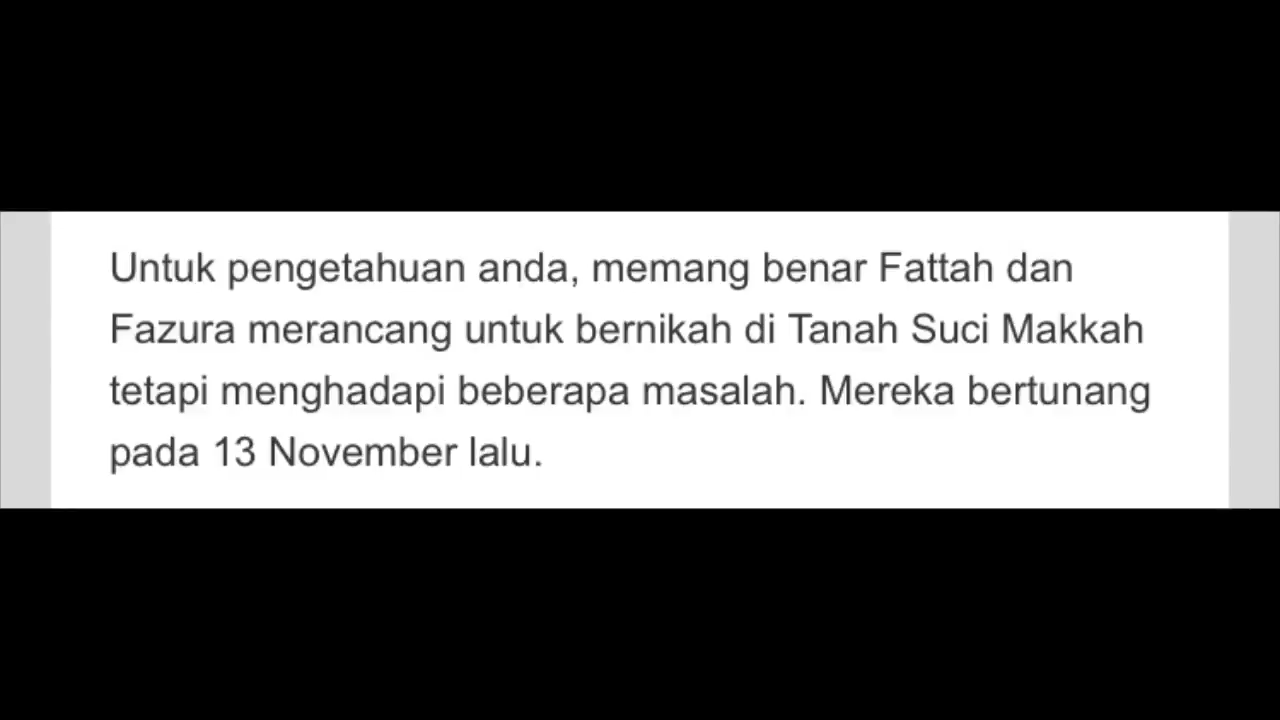 Untuk pengetahuan anda, memang benar Fattah dan
Fazura merancang untuk bernikah di Tanah Suci Makkah
tetapi menghadapi beberapa masalah. Mereka bertunang
pada 13 November lalu.